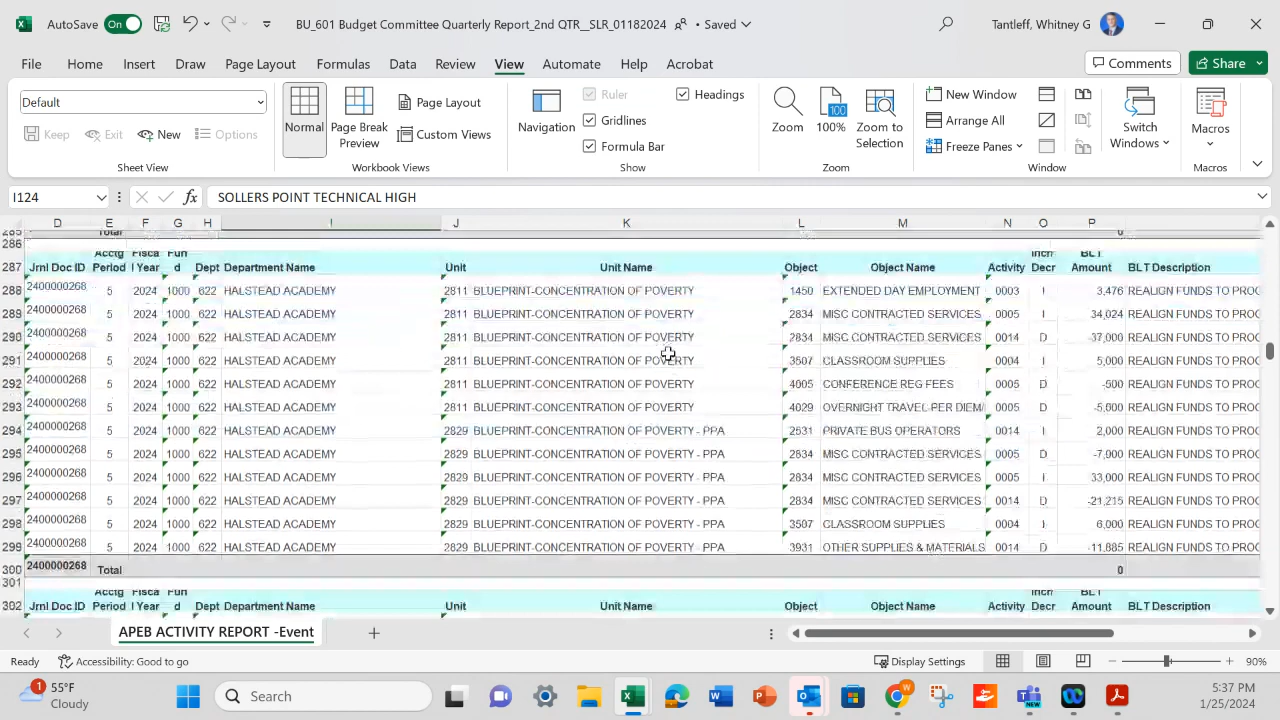 AutoSave On BU_601 Budget Committee Quarterly Report_2nd QTR__SLR_01182024 • Saved Tantleff, Whitney G
File Home Insert Draw Page Layout Formulas Data Review View Automate Help Acrobat Comments Share
Default
Keep Exit New Options
Sheet View
Normal
Page Break Preview
Page Layout
Custom Views
Workbook Views
Navigation
Ruler
Gridlines
Formula Bar
Headings
Show
Zoom
100%
Zoom to Selection
Zoom
New Window
Arrange All
Freeze Panes
Switch Windows
Window
Macros
Macros
I124 fx SOLLERS POINT TECHNICAL HIGH
D E F G H I J K L M N O P
285 Total 0
286
287 Jrnl Doc ID Acctg Period Fisca l Year Fun d Dept Department Name Unit Unit Name Object Object Name Activity Incr/ Decr BLT Amount BLT Description
288 2400000268 5 2024 1000 622 HALSTEAD ACADEMY 2811 BLUEPRINT-CONCENTRATION OF POVERTY 1450 EXTENDED DAY EMPLOYMENT 0003 I 3,476 REALIGN FUNDS TO PROC
289 2400000268 5 2024 1000 622 HALSTEAD ACADEMY 2811 BLUEPRINT-CONCENTRATION OF POVERTY 2834 MISC CONTRACTED SERVICES 0005 I 34,024 REALIGN FUNDS TO PROC
290 2400000268 5 2024 1000 622 HALSTEAD ACADEMY 2811 BLUEPRINT-CONCENTRATION OF POVERTY 2834 MISC CONTRACTED SERVICES 0014 D -37,000 REALIGN FUNDS TO PROC
291 2400000268 5 2024 1000 622 HALSTEAD ACADEMY 2811 BLUEPRINT-CONCENTRATION OF POVERTY 3507 CLASSROOM SUPPLIES 0004 I 5,000 REALIGN FUNDS TO PROC
292 2400000268 5 2024 1000 622 HALSTEAD ACADEMY 2811 BLUEPRINT-CONCENTRATION OF POVERTY 4005 CONFERENCE REG FEES 0005 D -500 REALIGN FUNDS TO PROC
293 2400000268 5 2024 1000 622 HALSTEAD ACADEMY 2811 BLUEPRINT-CONCENTRATION OF POVERTY 4029 OVERNIGHT TRAVEL-PER DIEM/ 0005 D -5,000 REALIGN FUNDS TO PROC
294 2400000268 5 2024 1000 622 HALSTEAD ACADEMY 2829 BLUEPRINT-CONCENTRATION OF POVERTY - PPA 2531 PRIVATE BUS OPERATORS 0014 I 2,000 REALIGN FUNDS TO PROC
295 2400000268 5 2024 1000 622 HALSTEAD ACADEMY 2829 BLUEPRINT-CONCENTRATION OF POVERTY - PPA 2834 MISC CONTRACTED SERVICES 0005 D -7,900 REALIGN FUNDS TO PROC
296 2400000268 5 2024 1000 622 HALSTEAD ACADEMY 2829 BLUEPRINT-CONCENTRATION OF POVERTY - PPA 2834 MISC CONTRACTED SERVICES 0005 I 33,000 REALIGN FUNDS TO PROC
297 2400000268 5 2024 1000 622 HALSTEAD ACADEMY 2829 BLUEPRINT-CONCENTRATION OF POVERTY - PPA 2834 MISC CONTRACTED SERVICES 0014 D -21,215 REALIGN FUNDS TO PROC
298 2400000268 5 2024 1000 622 HALSTEAD ACADEMY 2829 BLUEPRINT-CONCENTRATION OF POVERTY - PPA 3507 CLASSROOM SUPPLIES 0004 I 6,000 REALIGN FUNDS TO PROC
299 2400000268 5 2024 1000 622 HALSTEAD ACADEMY 2829 BLUEPRINT-CONCENTRATION OF POVERTY - PPA 3931 OTHER SUPPLIES & MATERIALS 0014 D -11,885 REALIGN FUNDS TO PROC
300 2400000268 Total 0
301
302 Jrnl Doc ID Acctg Period Fisca l Year Fun d Dept Department Name Unit Unit Name Object Object Name Activity Incr/ Decr BLT Amount BLT Description
APEB ACTIVITY REPORT -Event
Ready Accessibility: Good to go Display Settings 90%
1 55°F Cloudy Search NEW 5:37 PM
1/25/2024